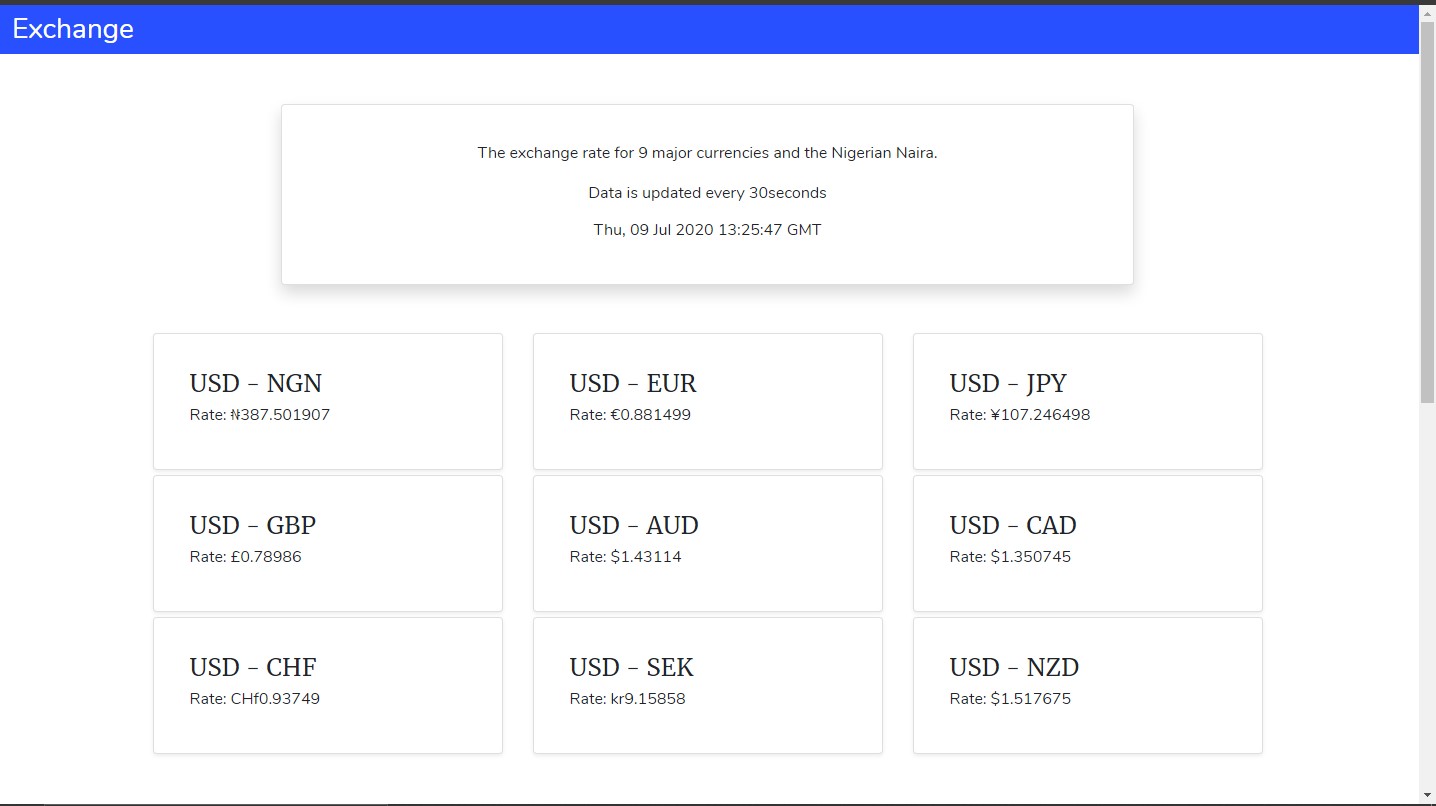 Exchange
The exchange rate for 9 major currencies and the Nigerian Naira.
Data is updated every 30seconds
Thu, 09 Jul 2020 13:25:47 GMT
USD - NGN
Rate: ₦387.501907
USD - EUR
Rate: €0.881499
USD - JPY
Rate: ¥107.246498
USD - GBP
Rate: £0.78986
USD - AUD
Rate: $1.43114
USD - CAD
Rate: $1.350745
USD - CHF
Rate: CHf0.93749
USD - SEK
Rate: kr9.15858
USD - NZD
Rate: $1.517675